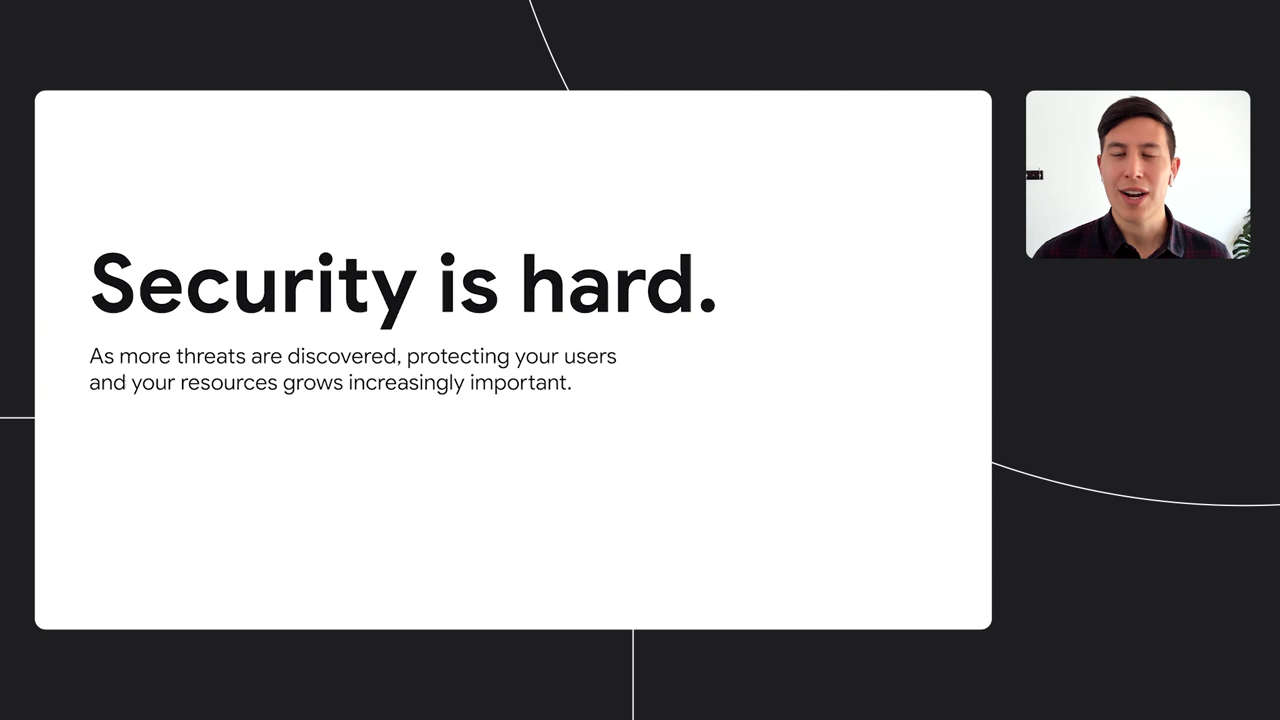 Security is hard.
As more threats are discovered, protecting your users
and your resources grows increasingly important.